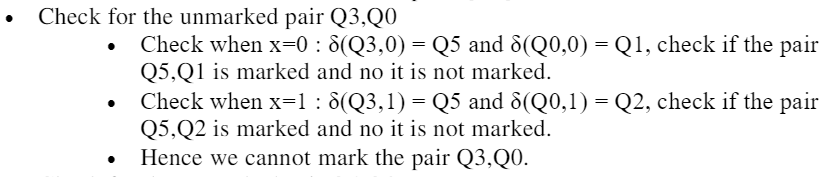 • Check for the unmarked pair Q3,Q0
• Check when x=0 : δ(Q3,0) = Q5 and δ(Q0,0) = Q1, check if the pair
Q5,Q1 is marked and no it is not marked.
• Check when x=1 : δ(Q3,1) = Q5 and δ(Q0,1) = Q2, check if the pair
Q5,Q2 is marked and no it is not marked.
• Hence we cannot mark the pair Q3,Q0.